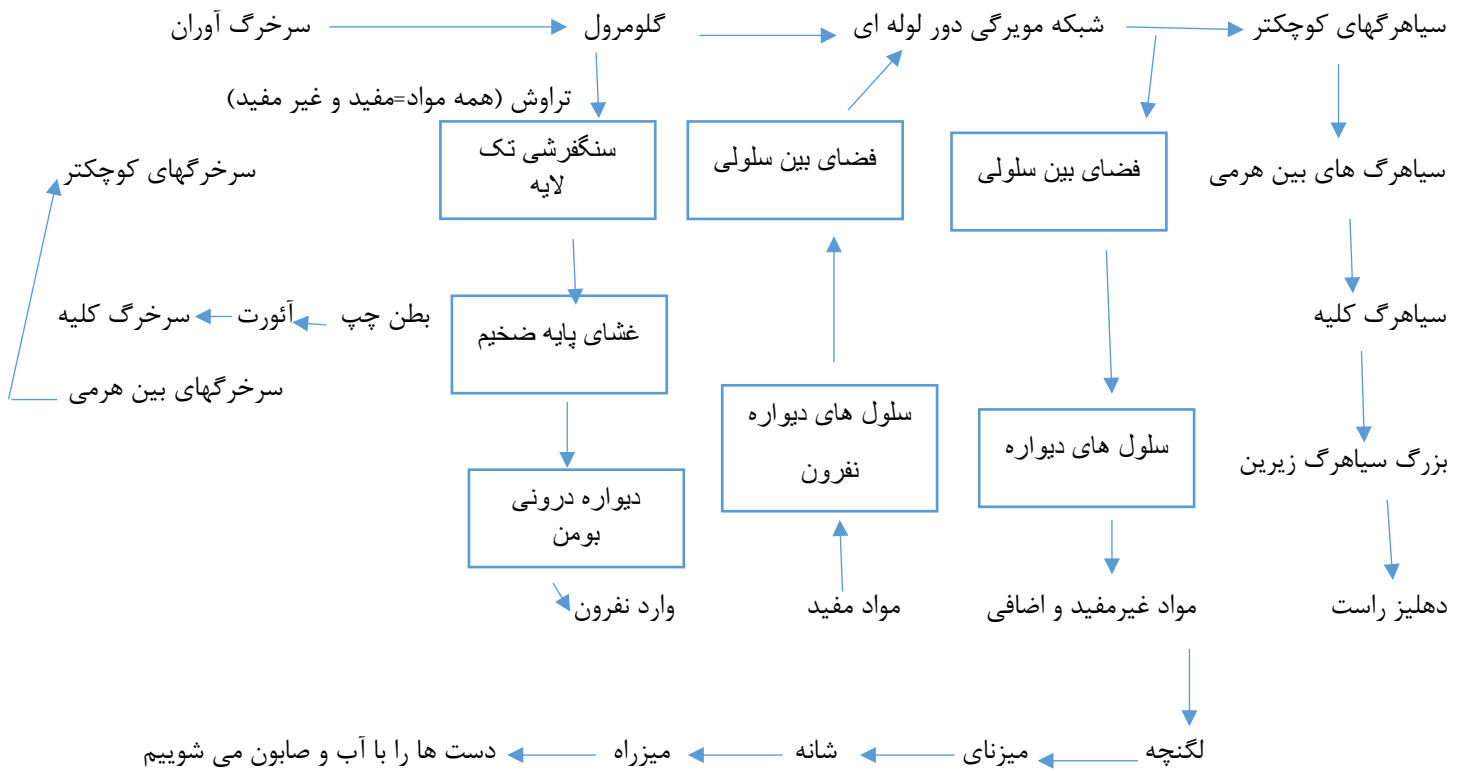 سرخرگ آوران
گلومرول
شبکه مویرگی دور لوله ای
سیاهرگهای کوچکتر
تراوش (همه مواد=مفید و غیر مفید)
سنگفرشی تک
لایه
فضای بین سلولی
فضای بین سلولی
سیاهرگ های بین هرمی
سرخرگهای کوچکتر
بطن چپ
آئورت
سرخرگ کلیه
غشای پایه ضخیم
سیاهرگ کلیه
سرخرگهای بین هرمی
سلول های دیواره
نفرون
سلول های دیواره
بزرگ سیاهرگ زیرین
دیواره درونی
بومن
وارد نفرون
مواد مفید
مواد غیرمفید و اضافی
دهلیز راست
لگنچه
میزنای
شانه
میزراه
دست ها را با آب و صابون می شوییم